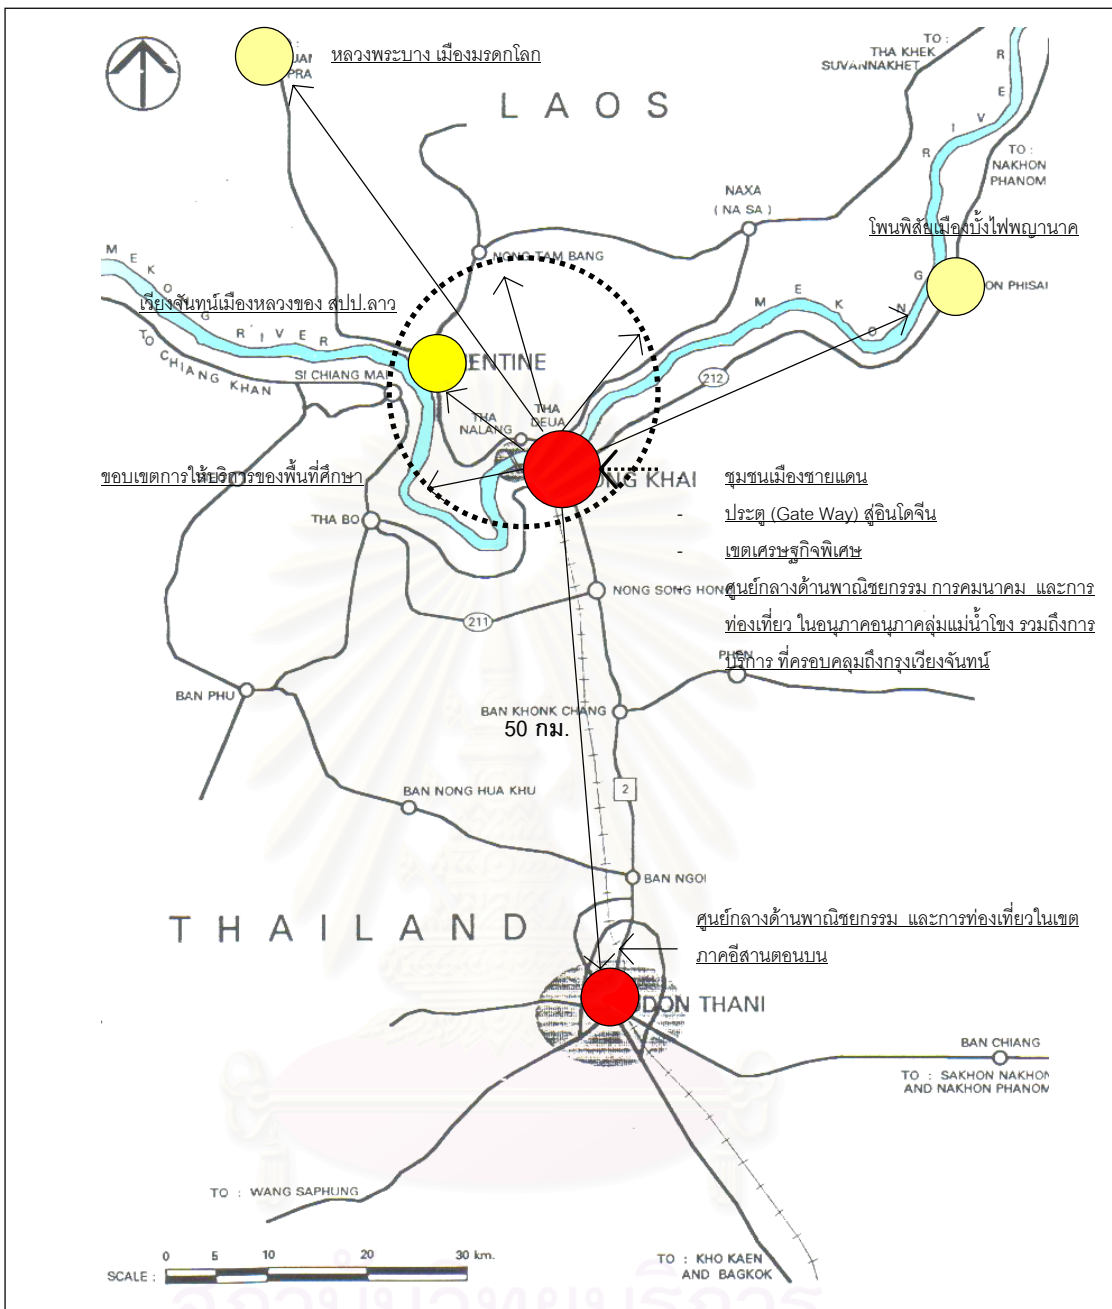 TO :
THA KHEK
SUVANNAKHET
หลวงพระบาง เมืองมรดกโลก
PRA
LAOS
RIVER
TO :
NAKHON
PHANOM
NAXA
(NA SA)
โพนพิสัยเมืองบั้งไฟพญานาค
NONG TAM BANG
ON PHISAI
MEKONG RIVER
MEKONG
เวียงจันทน์เมืองหลวงของ สปป.ลาว
TO CHIANG KHAN
SI CHIANG MAI
ENTINE
212
THA
NALANG
THA
DEUA
ขอบเขตการให้บริการของพื้นที่ศึกษา
ONG KHAI
ชุมชนเมืองชายแดน
- ประตู (Gate Way) สู่อินโดจีน
- เขตเศรษฐกิจพิเศษ
THA BO
NONG SONG HON
- ศูนย์กลางด้านพาณิชยกรรม การคมนาคม และการ
ท่องเที่ยว ในอนุภาคอนุภาคลุ่มแม่น้ำโขง รวมถึงการ
บริการ ที่ครอบคลุมถึงกรุงเวียงจันทน์
211
PHEN
BAN PHU
BAN KHONK CHANG
50 กม.
BAN NONG HUA KHU
2
BAN NGOI
THAILAND
ศูนย์กลางด้านพาณิชยกรรม และการท่องเที่ยวในเขต
ภาคอีสานตอนบน
DON THANI
BAN CHIANG
TO : SAKHON NAKHON
AND NAKHON PHANOM
TO : WANG SAPHUNG
TO : KHO KAEN
AND BAGKOK
0 5 10 20 30 km.
SCALE :